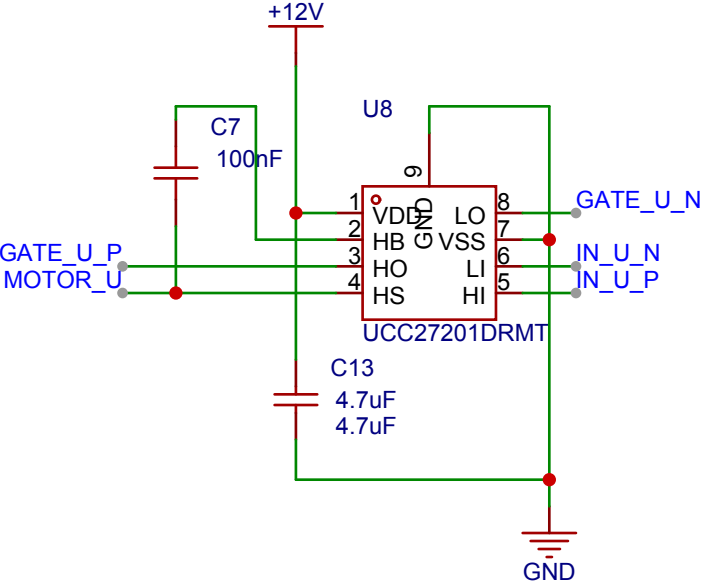 +12V
U8
C7
100nF
9
1
VDD
GND
LO
8
GATE_U_N
2
HB
VSS
7
GATE_U_P
3
HO
LI
6
IN_U_N
MOTOR_U
4
HS
HI
5
IN_U_P
UCC27201DRMT
C13
4.7uF
4.7uF
GND